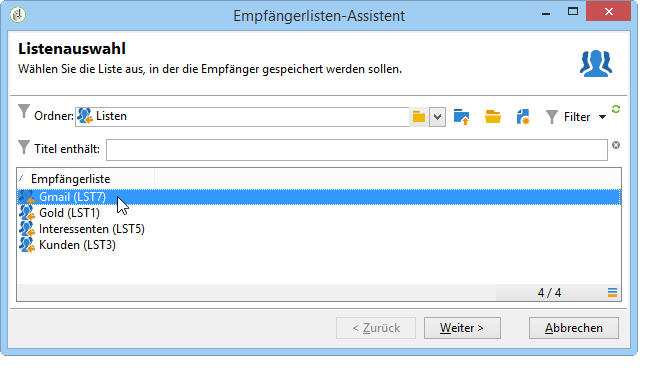 Empfängerlisten-Assistent
Listenauswahl
Wählen Sie die Liste aus, in der die Empfänger gespeichert werden sollen.
Ordner: Listen Filter
Titel enthält:
Empfängerliste
Gmail (LST7)
Gold (LST1)
Interessenten (LST5)
Kunden (LST3)
4 / 4
< Zurück Weiter > Abbrechen